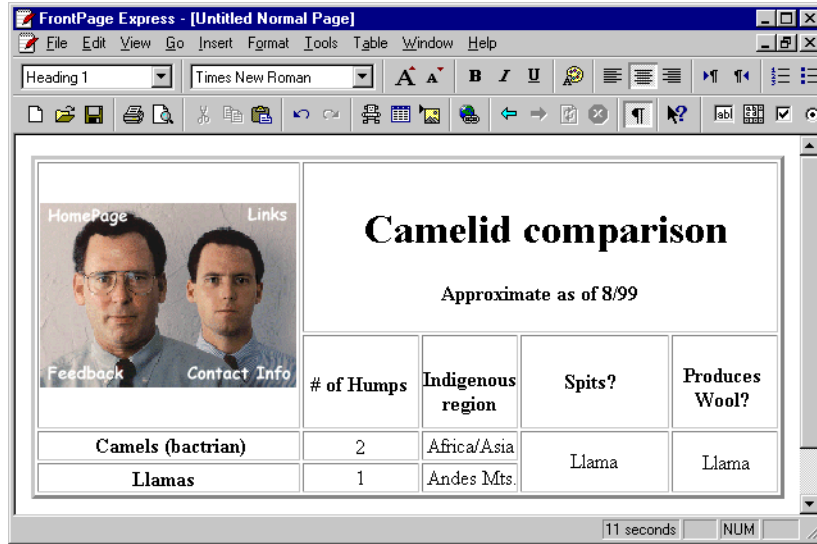 FrontPage Express - [Untitled Normal Page]
File Edit View Go Insert Format Tools Table Window Help
Heading 1 Times New Roman A A B I U
abl
HomePage Links
Feedback Contact Info
Camelid comparison
Approximate as of 8/99
# of Humps Indigenous region Spits? Produces Wool?
Camels (bactrian) 2 Africa/Asia Llama Llama
Llamas 1 Andes Mts.
11 seconds NUM